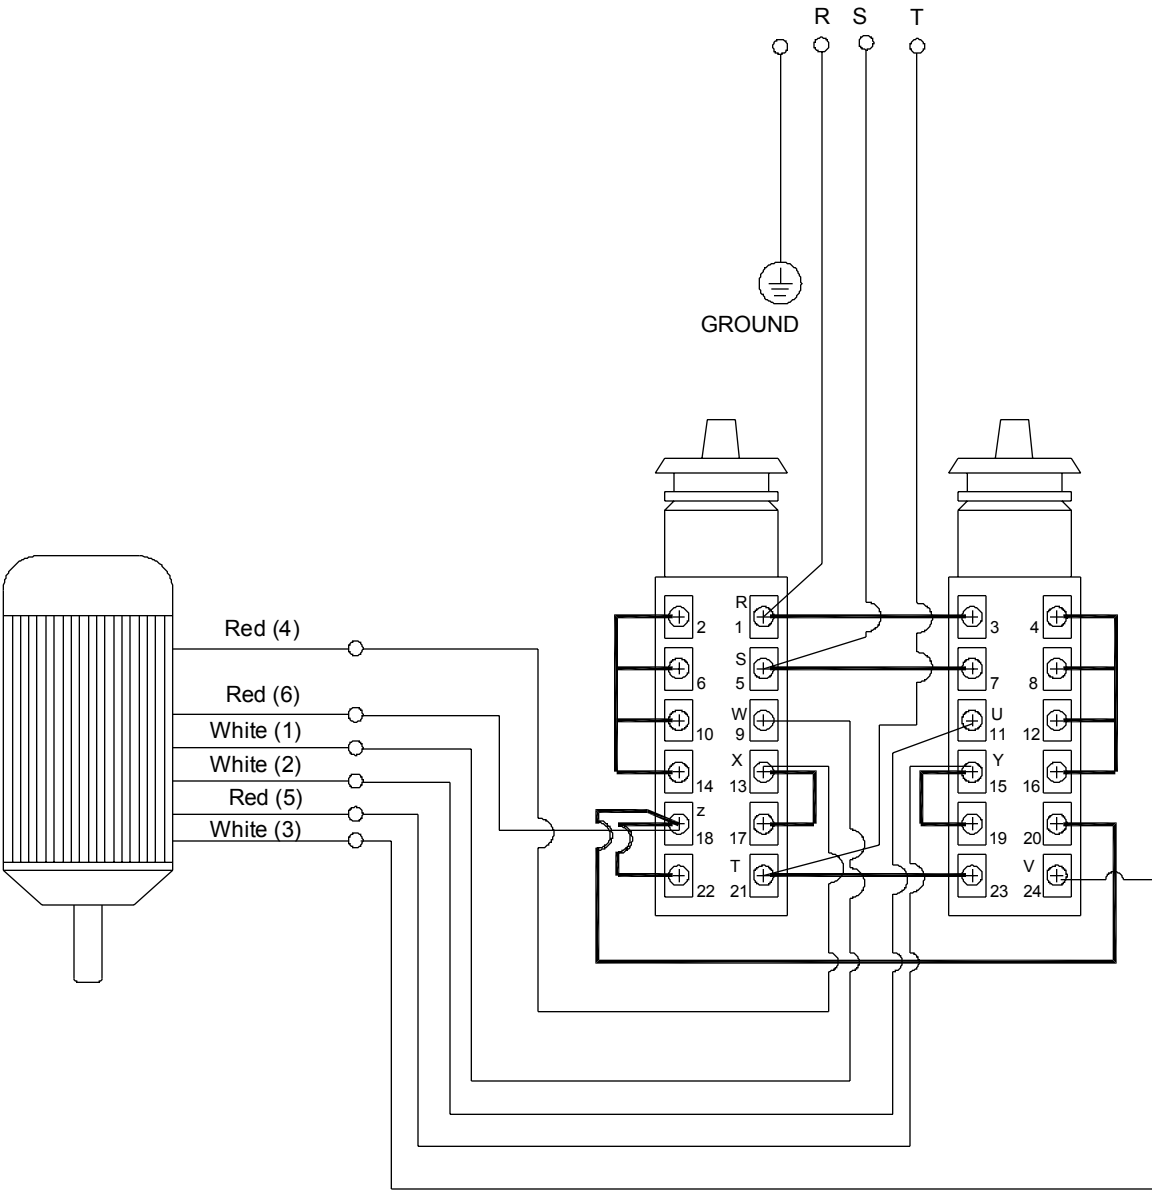 R S T
GROUND
Red (4)
Red (6)
White (1)
White (2)
Red (5)
White (3)
R
2 1 3 4
S
6 5 7 8
W U
10 9 11 12
X Y
14 13 15 16
z
18 17 19 20
T V
22 21 23 24